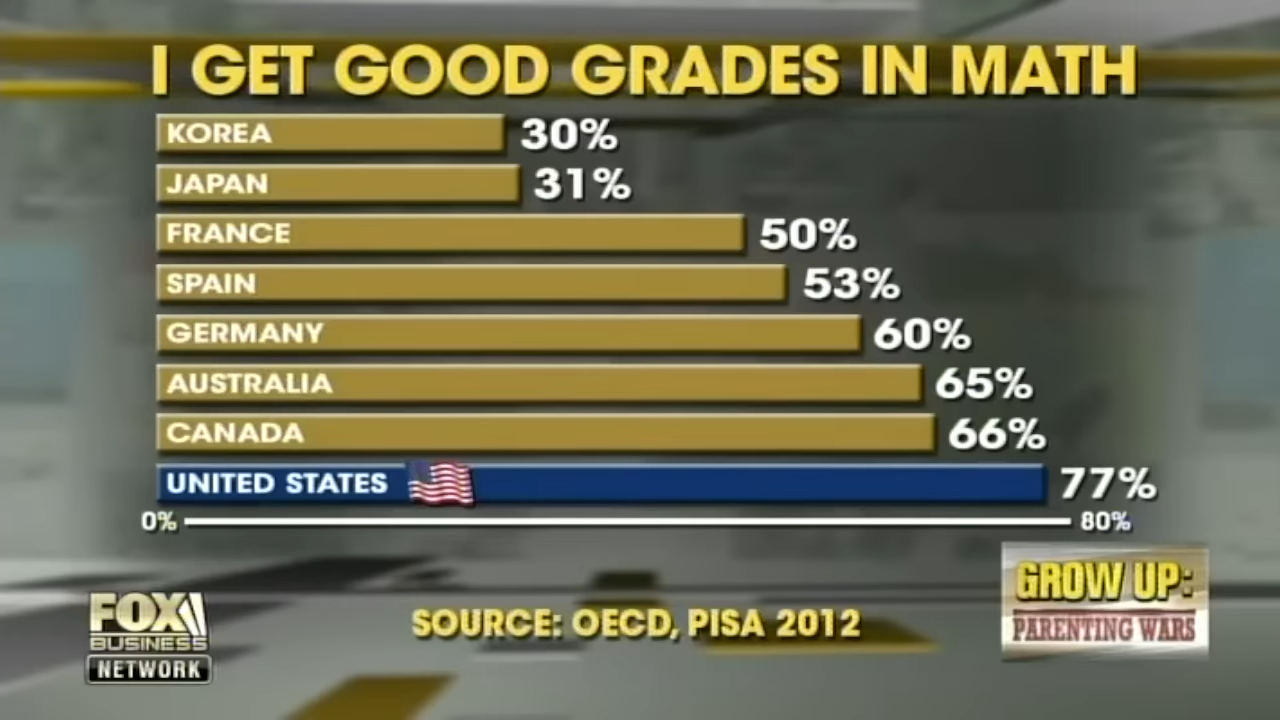 I GET GOOD GRADES IN MATH
KOREA 30%
JAPAN 31%
FRANCE 50%
SPAIN 53%
GERMANY 60%
AUSTRALIA 65%
CANADA 66%
UNITED STATES 77%
0% 80%
GROW UP:
PARENTING WARS
FOX
BUSINESS
NETWORK
SOURCE: OECD, PISA 2012